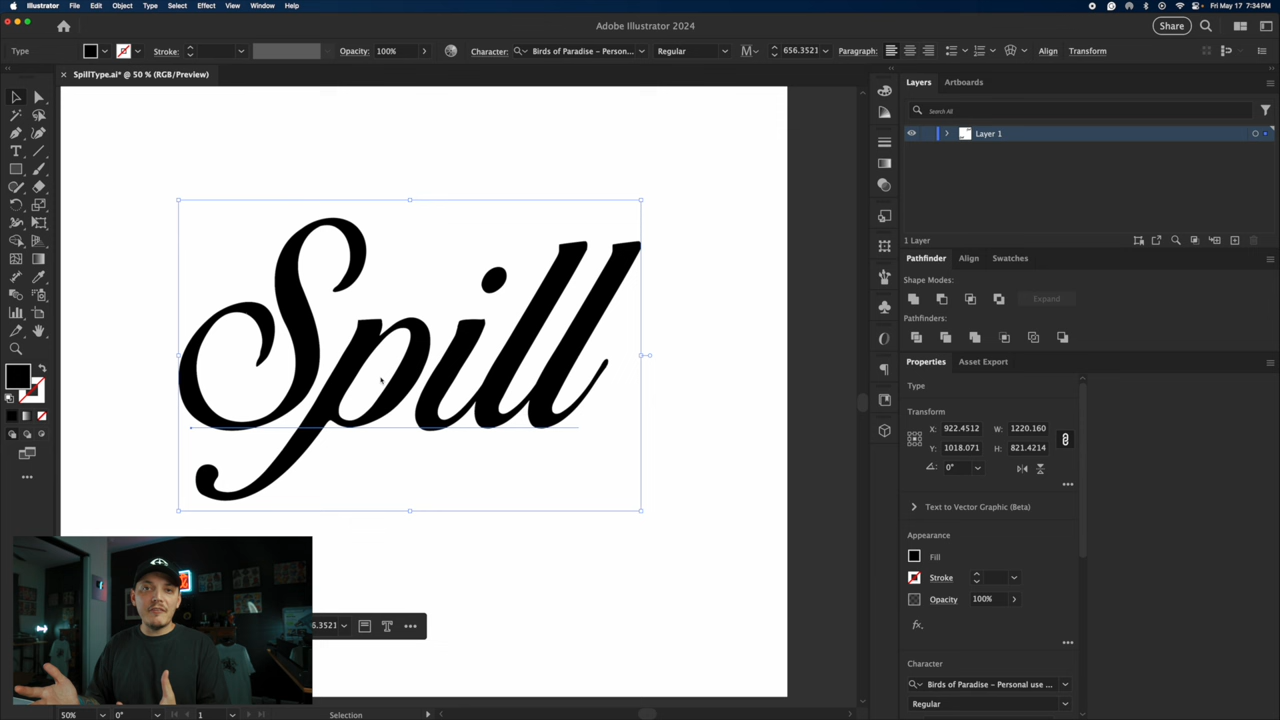 Illustrator File Edit Object Type Select Effect View Window Help Fri May 17 7:34PM
Adobe Illustrator 2024 Share
Type Stroke: Opacity: 100% Character: Birds of Paradise – Person... Regular 656.3521 Paragraph: Align Transform
SpillType.ai* @ 50 % (RGB/Preview)
Layers Artboards
Search All
Layer 1
1 Layer
Pathfinder Align Swatches
Shape Modes:
Expand
Pathfinders:
Properties Asset Export
Type
Transform
X: 922.4512 W: 1220.160
Y: 1018.071 H: 821.4214
0°
Text to Vector Graphic (Beta)
Appearance
Fill
Stroke
Opacity 100%
fx.
Character
Birds of Paradise – Personal use ...
Regular
Spill
6.3521
50% 0° 1 Selection